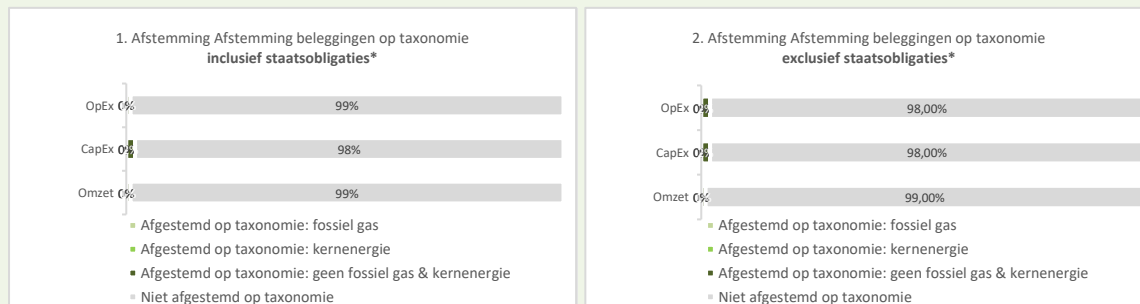 1. Afstemming Afstemming beleggingen op taxonomie
inclusief staatsobligaties*
OpEx 0% 99%
CapEx 0% 98%
Omzet 0% 99%
Afgestemd op taxonomie: fossiel gas
Afgestemd op taxonomie: kernenergie
Afgestemd op taxonomie: geen fossiel gas & kernenergie
Niet afgestemd op taxonomie
2. Afstemming Afstemming beleggingen op taxonomie
exclusief staatsobligaties*
OpEx 0% 98,00%
CapEx 0% 98,00%
Omzet 0% 99,00%
Afgestemd op taxonomie: fossiel gas
Afgestemd op taxonomie: kernenergie
Afgestemd op taxonomie: geen fossiel gas & kernenergie
Niet afgestemd op taxonomie